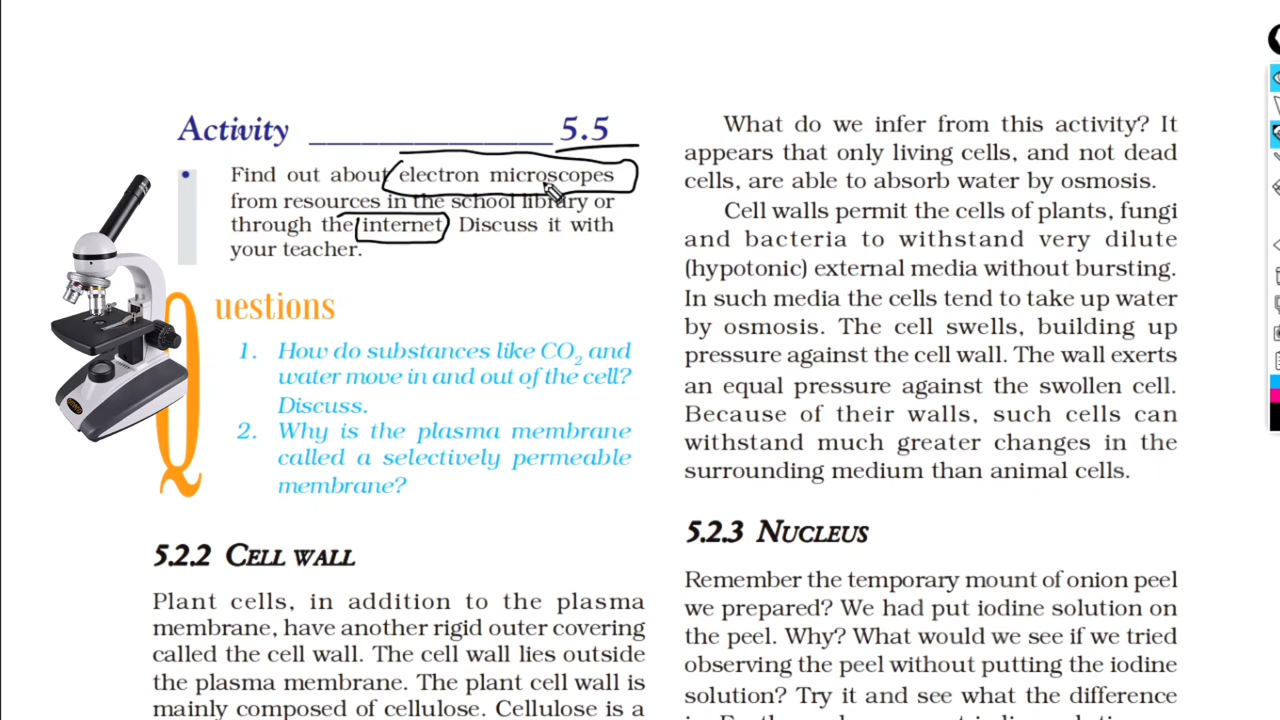 Activity 5.5
Find out about electron microscopes
from resources in the school library or
through the internet. Discuss it with
your teacher.
Questions
1. How do substances like CO₂ and
water move in and out of the cell?
Discuss.
2. Why is the plasma membrane
called a selectively permeable
membrane?
5.2.2 CELL WALL
Plant cells, in addition to the plasma
membrane, have another rigid outer covering
called the cell wall. The cell wall lies outside
the plasma membrane. The plant cell wall is
mainly composed of cellulose. Cellulose is a
What do we infer from this activity? It
appears that only living cells, and not dead
cells, are able to absorb water by osmosis.
Cell walls permit the cells of plants, fungi
and bacteria to withstand very dilute
(hypotonic) external media without bursting.
In such media the cells tend to take up water
by osmosis. The cell swells, building up
pressure against the cell wall. The wall exerts
an equal pressure against the swollen cell.
Because of their walls, such cells can
withstand much greater changes in the
surrounding medium than animal cells.
5.2.3 NUCLEUS
Remember the temporary mount of onion peel
we prepared? We had put iodine solution on
the peel. Why? What would we see if we tried
observing the peel without putting the iodine
solution? Try it and see what the difference